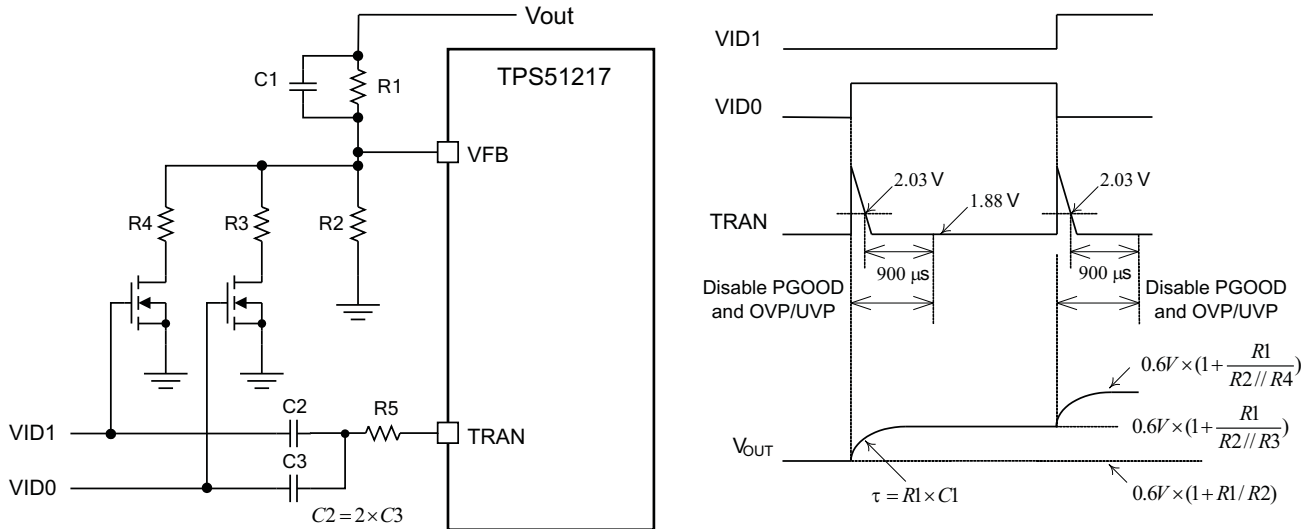 Vout
TPS51217
C1
R1
VFB
R4
R3
R2
VID1
C2
R5
TRAN
VID0
C3
C2 = 2 × C3
VID1
VID0
2.03 V
2.03 V
1.88 V
TRAN
900 μs
900 μs
Disable PGOOD
and OVP/UVP
Disable PGOOD
and OVP/UVP
0.6V × (1 + R1 / R2 // R4)
0.6V × (1 + R1 / R2 // R3)
VOUT
τ = R1 × C1
0.6V × (1 + R1 / R2)